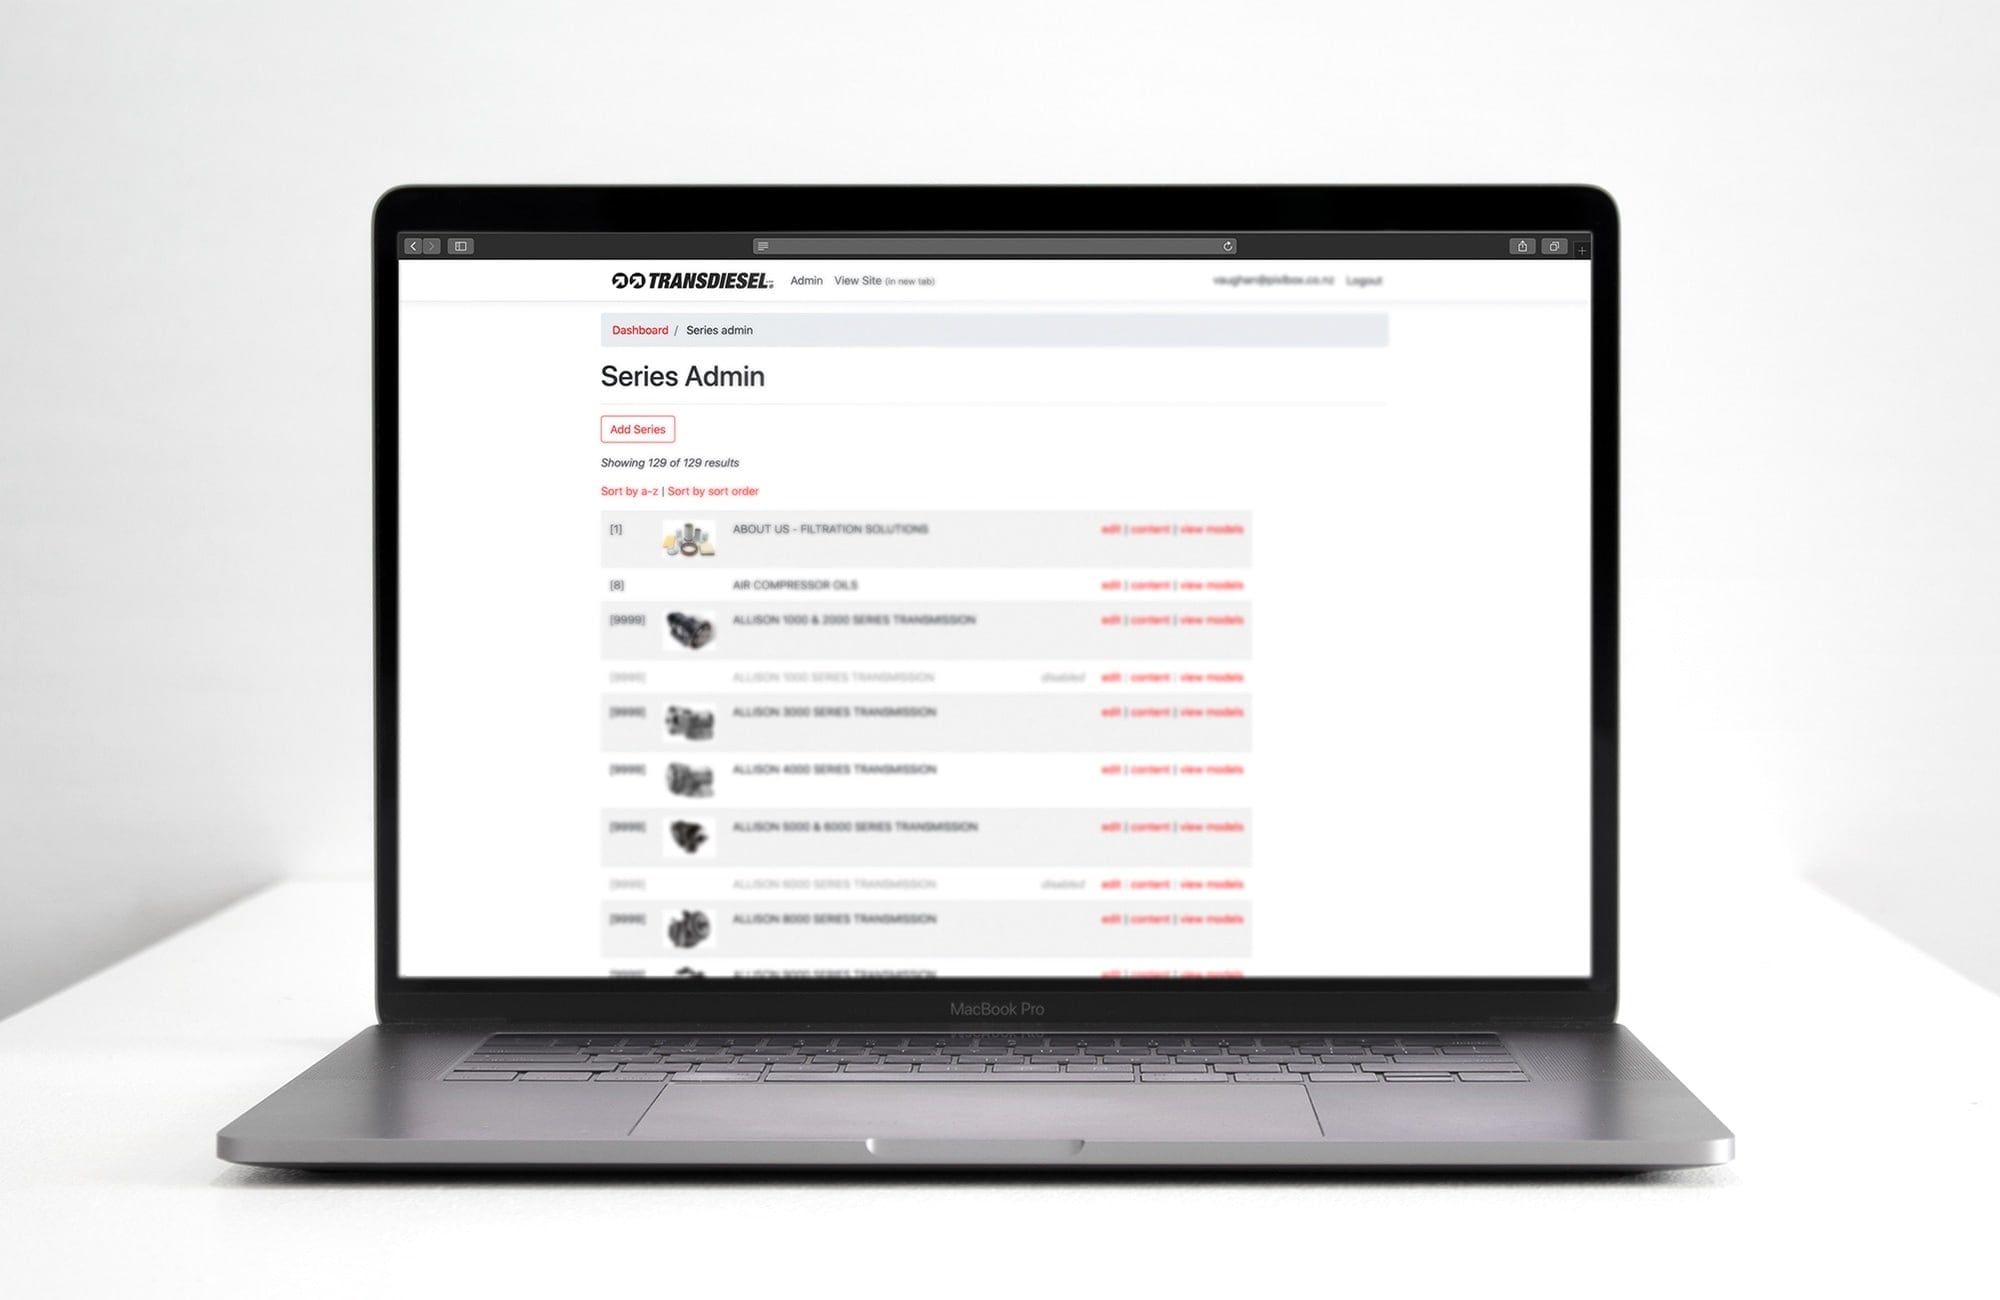 TRANSDIESEL Admin View Site (in new tab) vaughan@pixlbox.co.nz Logout
Dashboard / Series admin
Series Admin
Add Series
Showing 129 of 129 results
Sort by a-z | Sort by sort order
[1] ABOUT US - FILTRATION SOLUTIONS edit | content | view models
[8] AIR COMPRESSOR OILS edit | content | view models
[9999] ALLISON 1000 & 2000 SERIES TRANSMISSION edit | content | view models
[9999] ALLISON 1000 SERIES TRANSMISSION disabled edit | content | view models
[9999] ALLISON 3000 SERIES TRANSMISSION edit | content | view models
[9999] ALLISON 4000 SERIES TRANSMISSION edit | content | view models
[9999] ALLISON 5000 & 6000 SERIES TRANSMISSION edit | content | view models
[9999] ALLISON 6000 SERIES TRANSMISSION disabled edit | content | view models
[9999] ALLISON 8000 SERIES TRANSMISSION edit | content | view models
[9999] ALLISON 9000 SERIES TRANSMISSION edit | content | view models
MacBook Pro